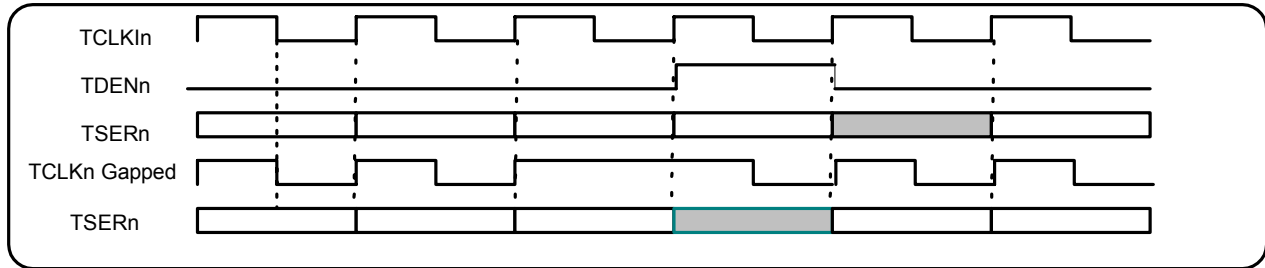 TCLKIn
TDENn
TSERn
TCLKn Gapped
TSERn